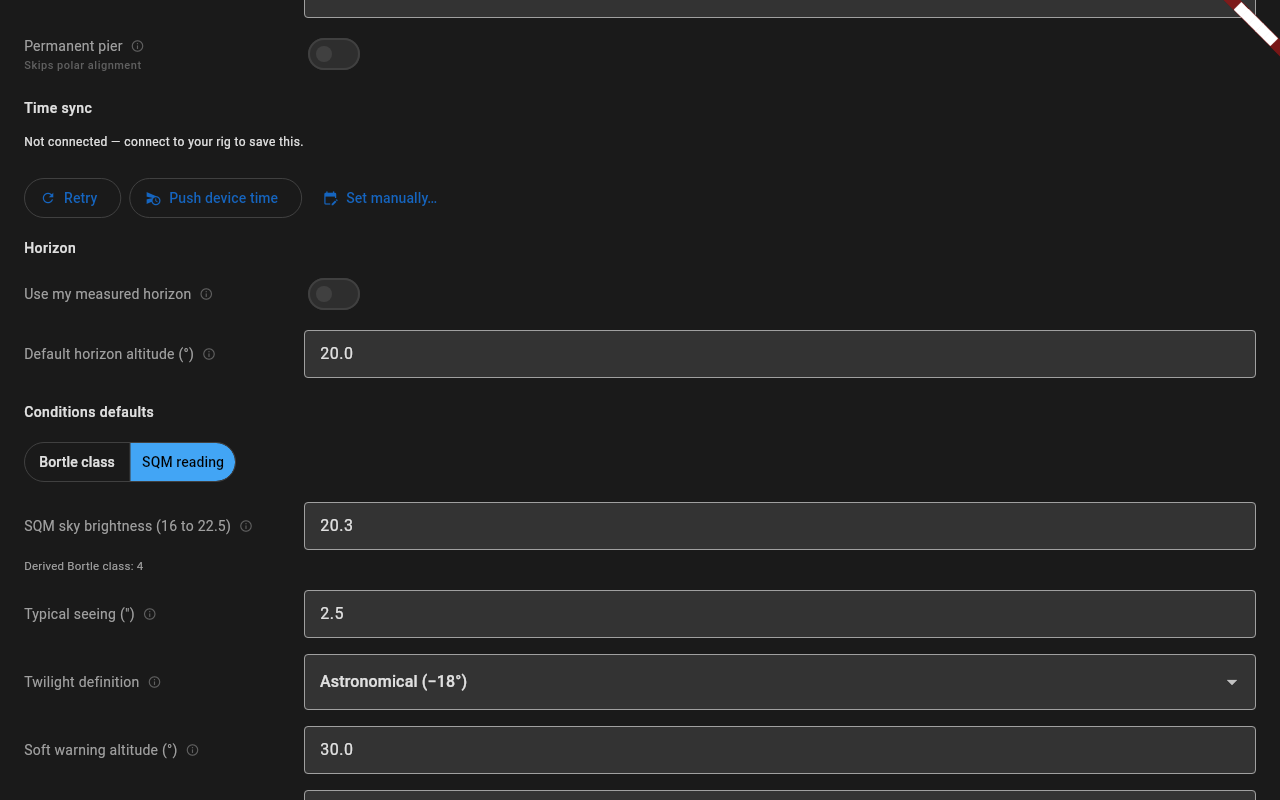 Permanent pier
Skips polar alignment
Time sync
Not connected — connect to your rig to save this.
Retry
Push device time
Set manually…
Horizon
Use my measured horizon
Default horizon altitude (°)
20.0
Conditions defaults
Bortle class
SQM reading
SQM sky brightness (16 to 22.5)
20.3
Derived Bortle class: 4
Typical seeing (")
2.5
Twilight definition
Astronomical (−18°)
Soft warning altitude (°)
30.0